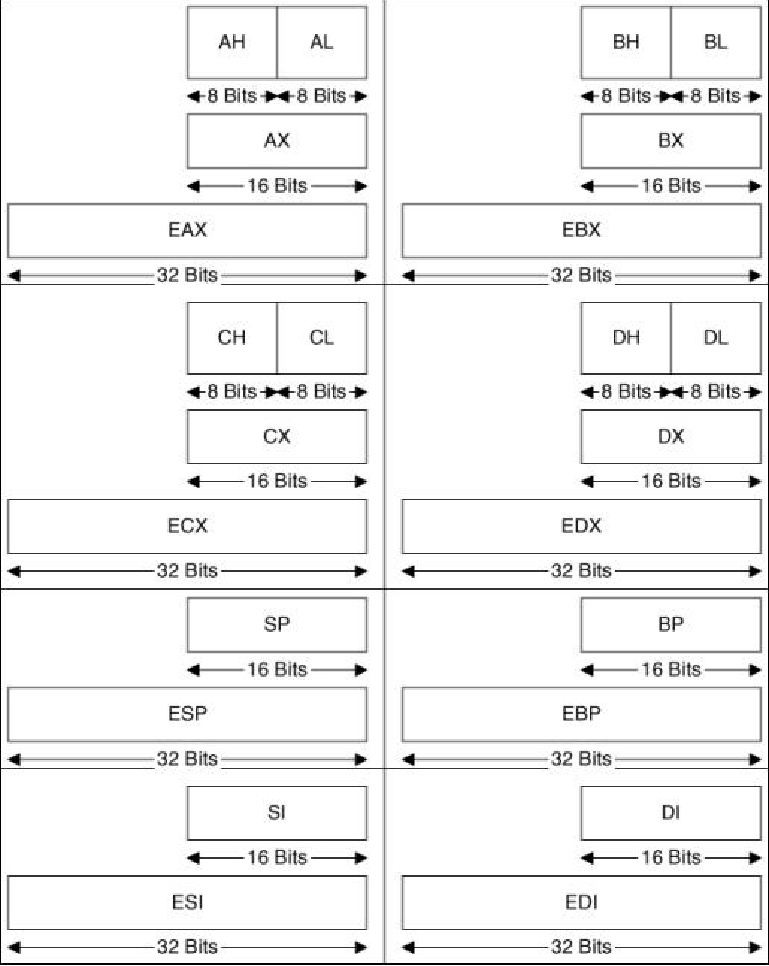 AH AL
8 Bits 8 Bits
AX
16 Bits
EAX
32 Bits
BH BL
8 Bits 8 Bits
BX
16 Bits
EBX
32 Bits
CH CL
8 Bits 8 Bits
CX
16 Bits
ECX
32 Bits
DH DL
8 Bits 8 Bits
DX
16 Bits
EDX
32 Bits
SP
16 Bits
ESP
32 Bits
BP
16 Bits
EBP
32 Bits
SI
16 Bits
ESI
32 Bits
DI
16 Bits
EDI
32 Bits